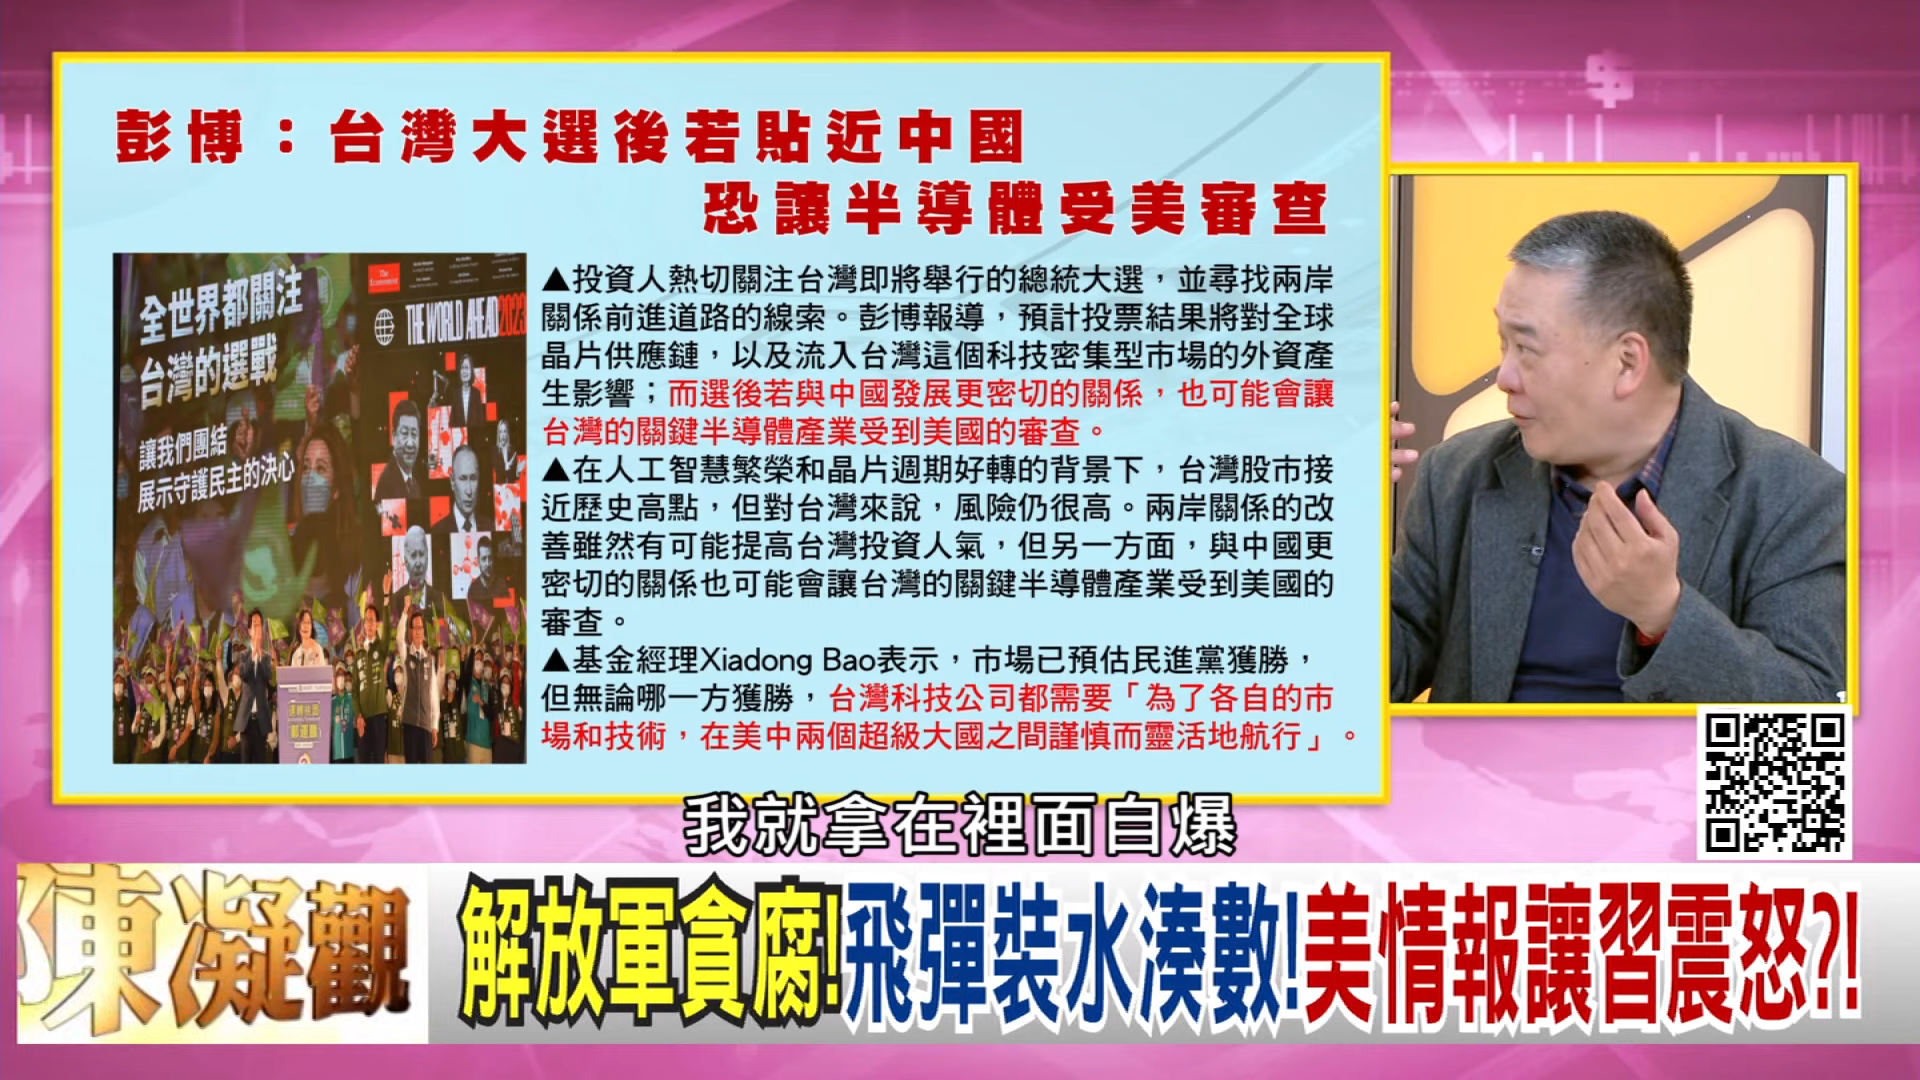 彭博：台灣大選後若貼近中國
恐讓半導體受美審查
全世界都關注
台灣的選戰
讓我們團結
展示守護民主的決心
The Economist
THE WORLD AHEAD 2023
▲投資人熱切關注台灣即將舉行的總統大選，並尋找兩岸
關係前進道路的線索。彭博報導，預計投票結果將對全球
晶片供應鏈，以及流入台灣這個科技密集型市場的外資產
生影響；而選後若與中國發展更密切的關係，也可能會讓
台灣的關鍵半導體產業受到美國的審查。
▲在人工智慧繁榮和晶片週期好轉的背景下，台灣股市接
近歷史高點，但對台灣來說，風險仍很高。兩岸關係的改
善雖然有可能提高台灣投資人氣，但另一方面，與中國更
密切的關係也可能會讓台灣的關鍵半導體產業受到美國的
審查。
▲基金經理Xiadong Bao表示，市場已預估民進黨獲勝，
但無論哪一方獲勝，台灣科技公司都需要「為了各自的市
場和技術，在美中兩個超級大國之間謹慎而靈活地航行」。
我就拿在裡面自爆
陳凝觀
解放軍貪腐!飛彈裝水湊數!美情報讓習震怒?!